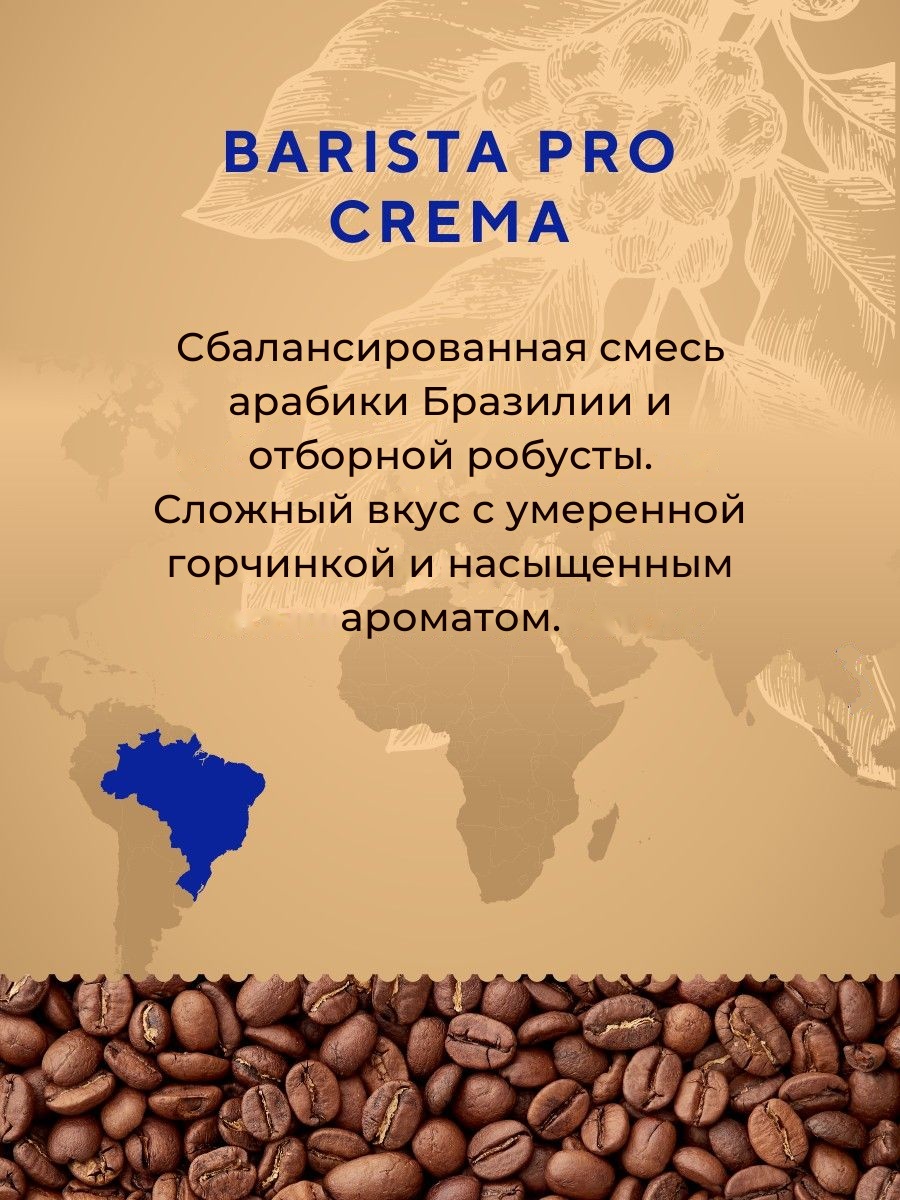 BARISTA PRO
CREMA
Сбалансированная смесь
арабики Бразилии и
отборной робусты.
Сложный вкус с умеренной
горчинкой и насыщенным
ароматом.